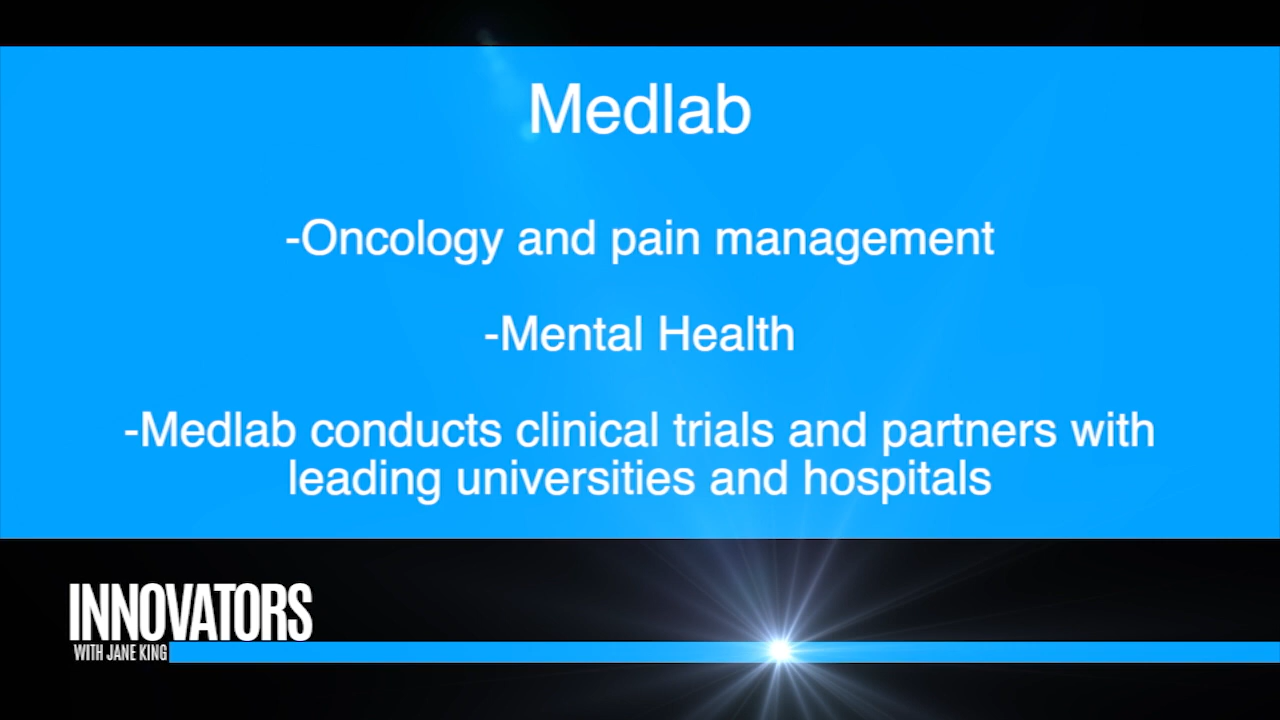 Medlab
-Oncology and pain management
-Mental Health
-Medlab conducts clinical trials and partners with
leading universities and hospitals
INNOVATORS
WITH JANE KING